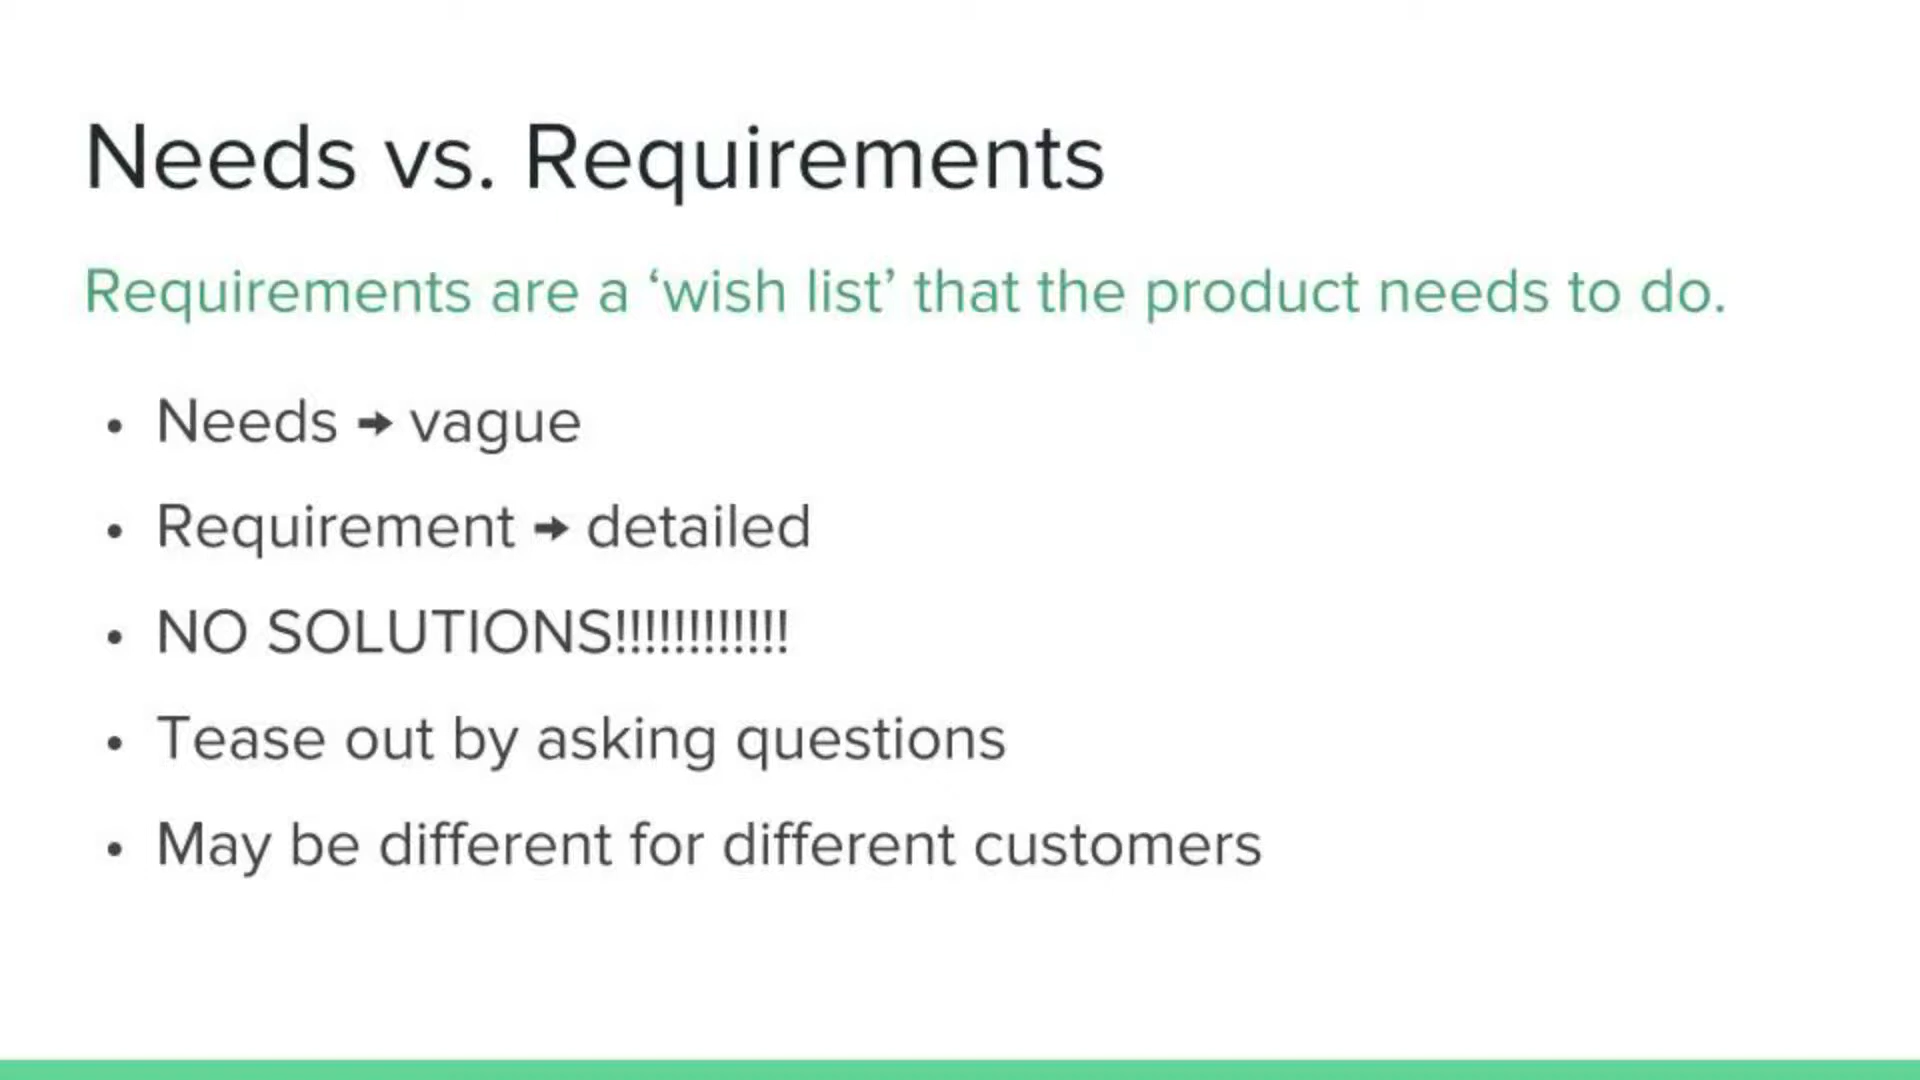 Needs vs. Requirements
Requirements are a ‘wish list’ that the product needs to do.
• Needs ➞ vague
• Requirement ➞ detailed
• NO SOLUTIONS!!!!!!!!!!!!
• Tease out by asking questions
• May be different for different customers